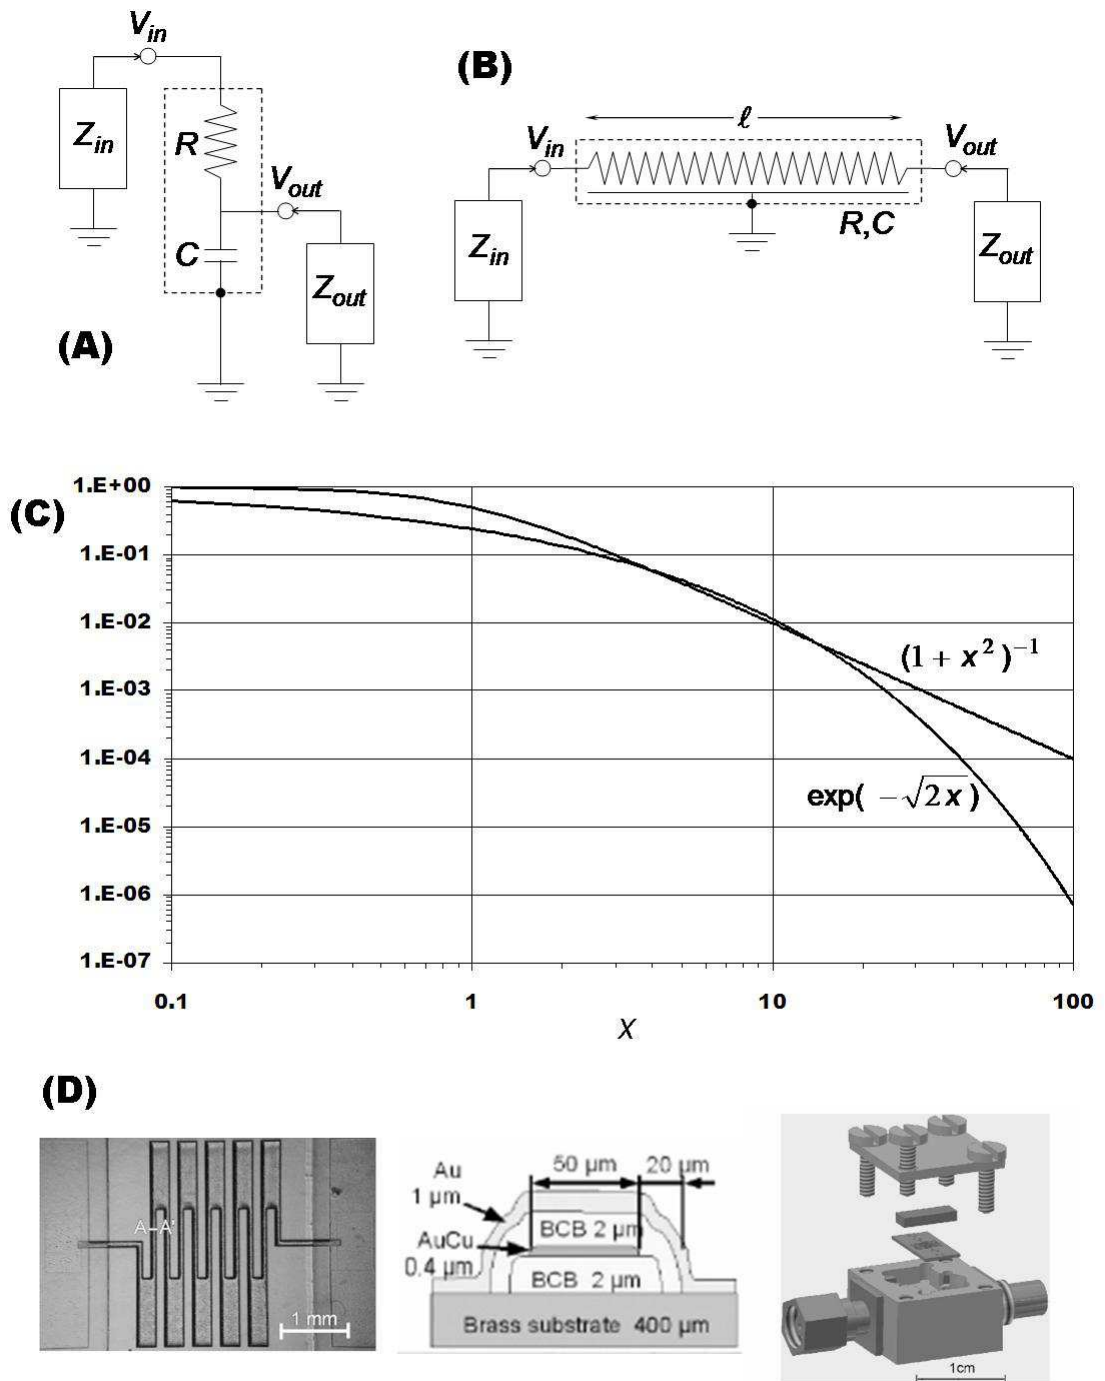 V_in
Z_in
R
V_out
C
Z_out
(A)
(B)
ℓ
V_in
V_out
Z_in
R,C
Z_out
(C)
1.E+00
1.E-01
1.E-02
1.E-03
1.E-04
1.E-05
1.E-06
1.E-07
(1 + x²)⁻¹
exp( −√2x )
0.1
1
10
100
X
(D)
A-A'
1 mm
50 µm
20 µm
Au
1 µm
BCB 2 µm
AuCu
0.4 µm
BCB 2 µm
Brass substrate 400 µm
1cm